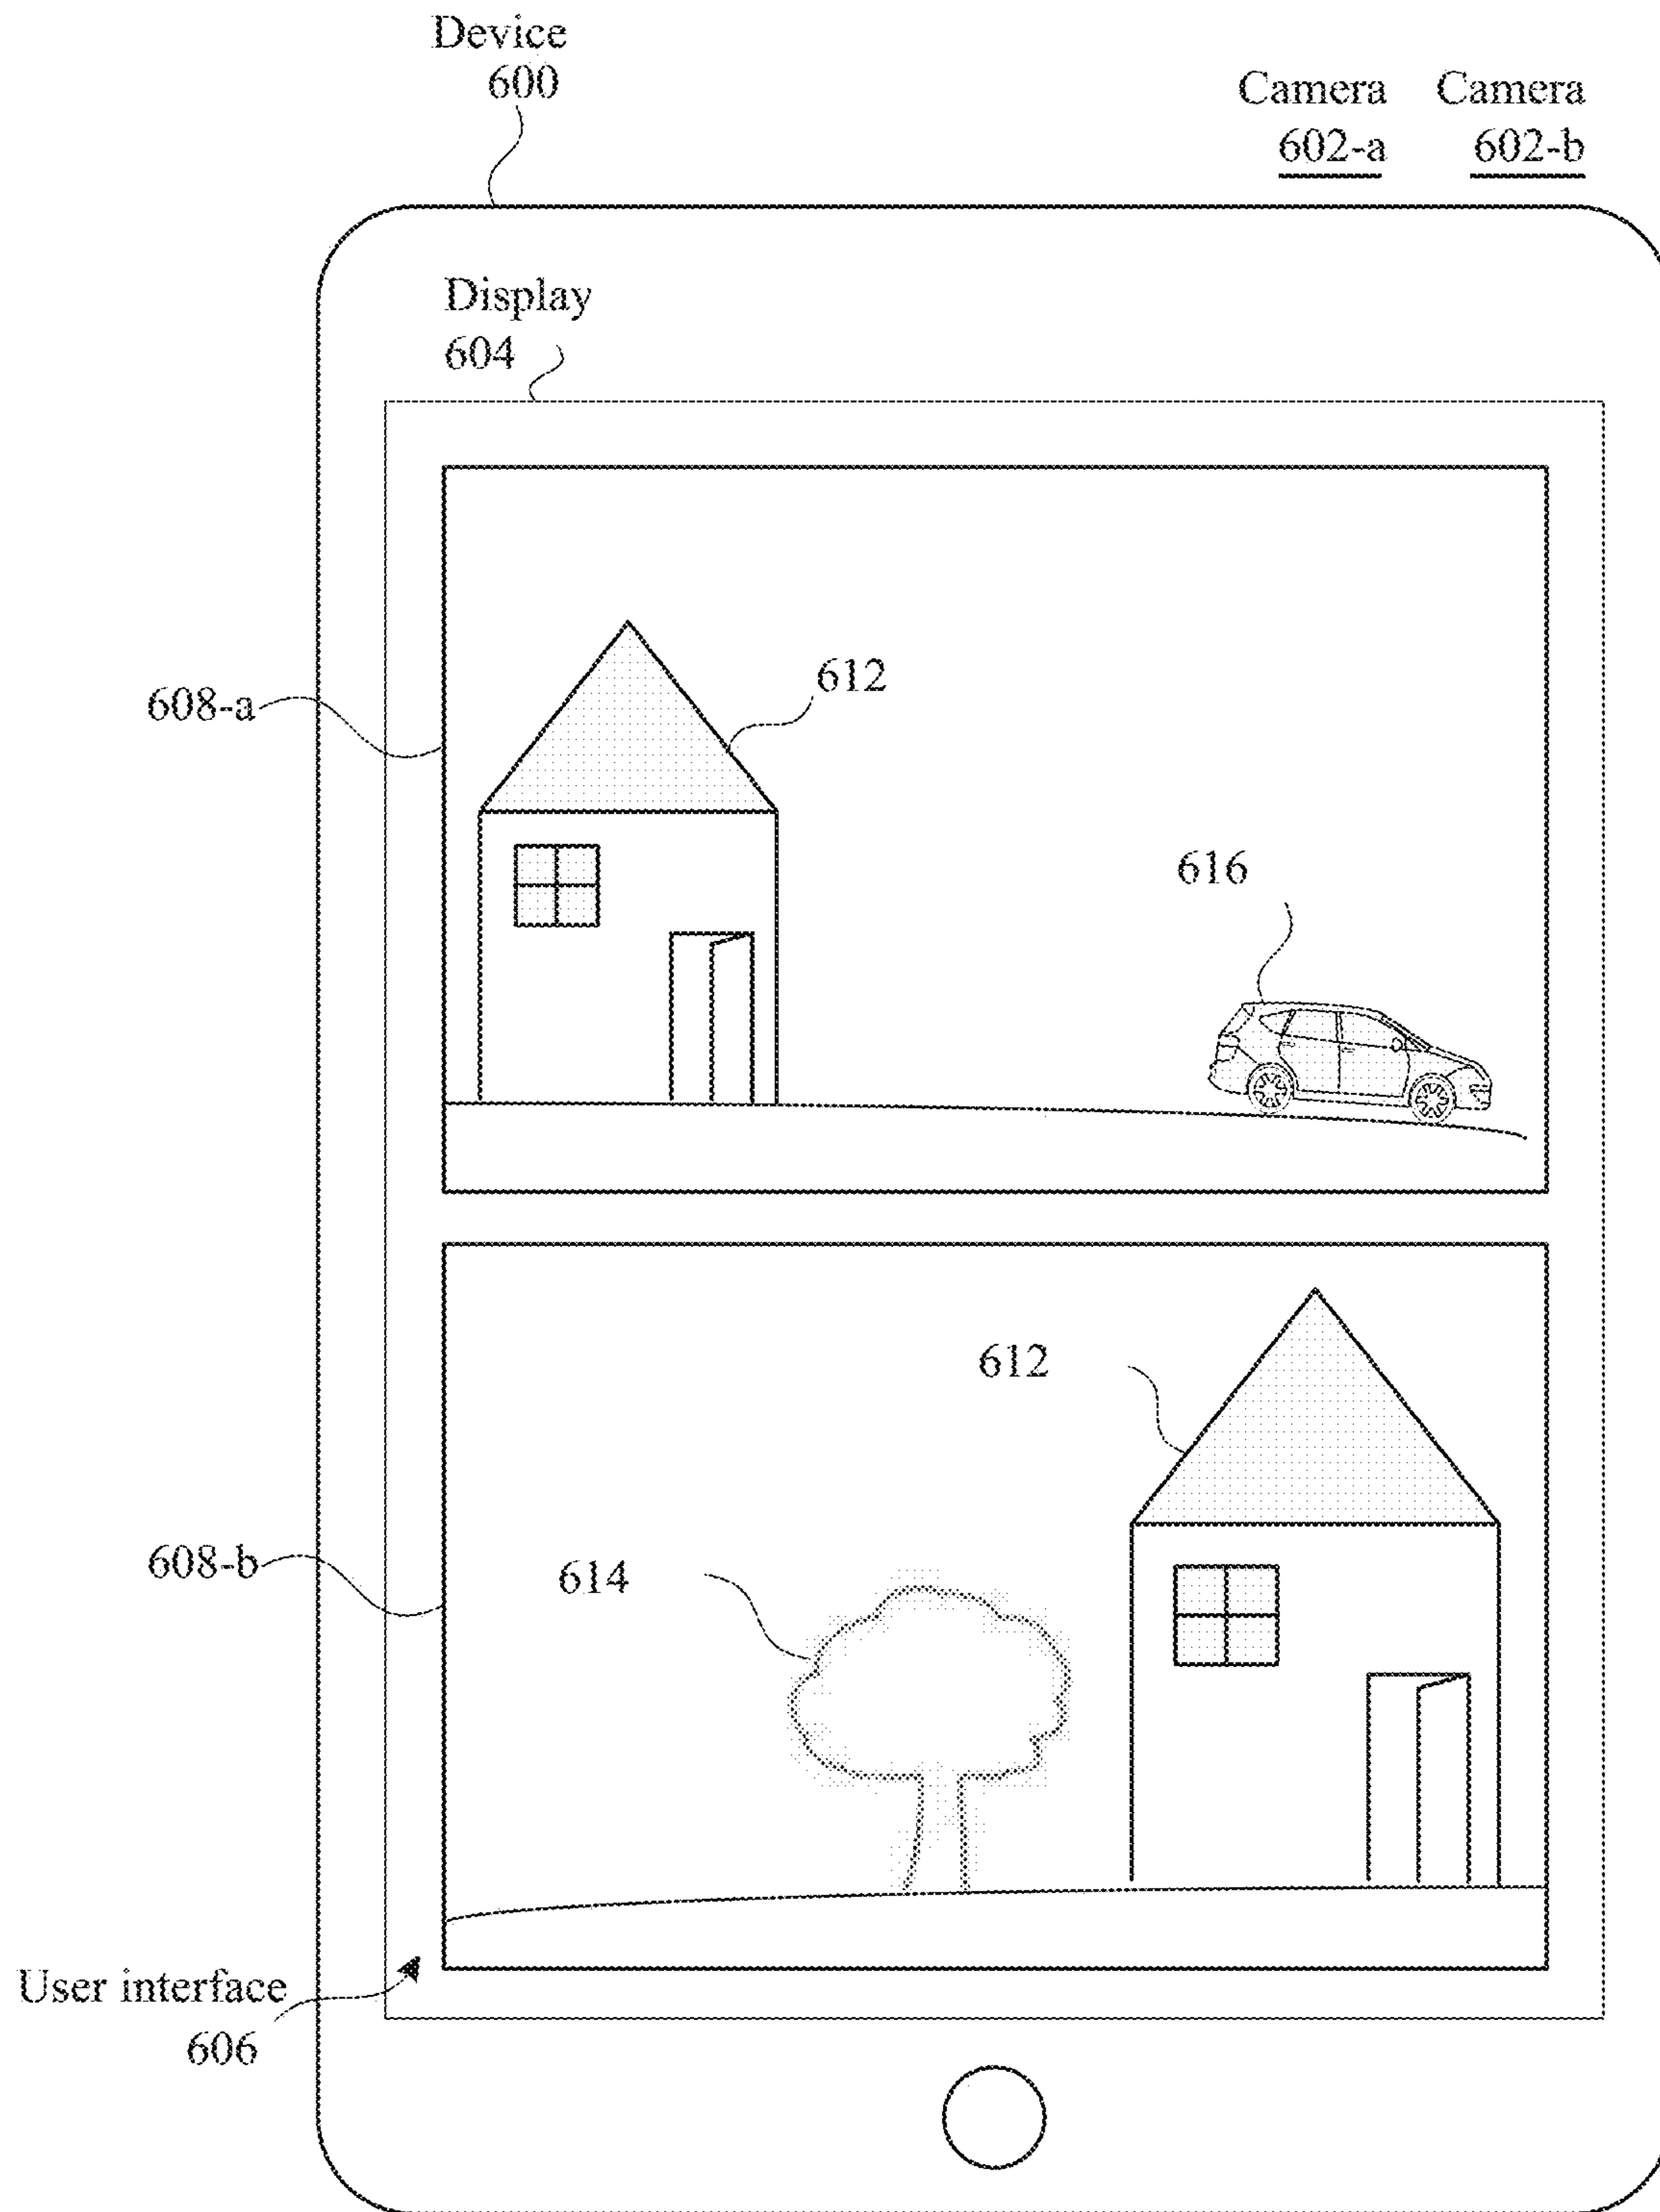 Device
600
Camera
602-a
Camera
602-b
Display
604
608-a
612
616
612
608-b
614
User interface
606